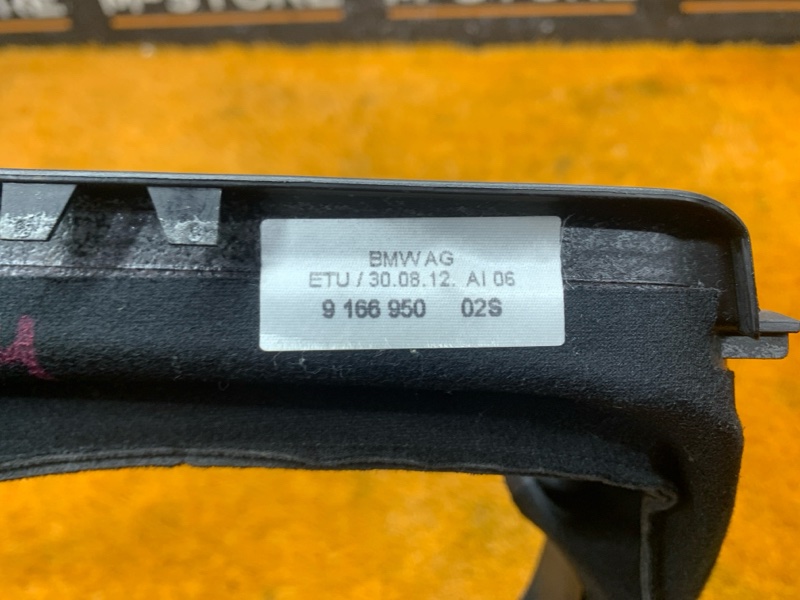 BMW AG
ETU / 30.08.12. AI 06
9 166 950 02S